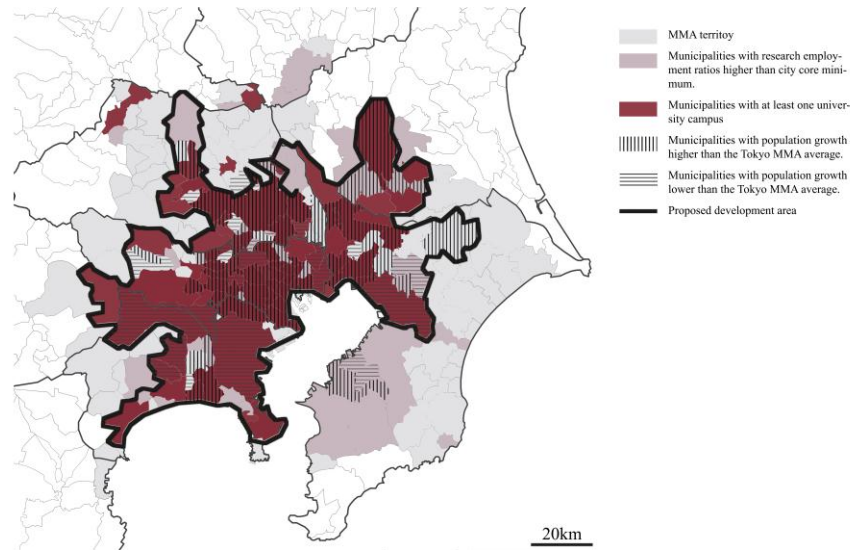 MMA territoy
Municipalities with research employ-
ment ratios higher than city core mini-
mum.
Municipalities with at least one univer-
sity campus
Municipalities with population growth
higher than the Tokyo MMA average.
Municipalities with population growth
lower than the Tokyo MMA average.
Proposed development area
20km